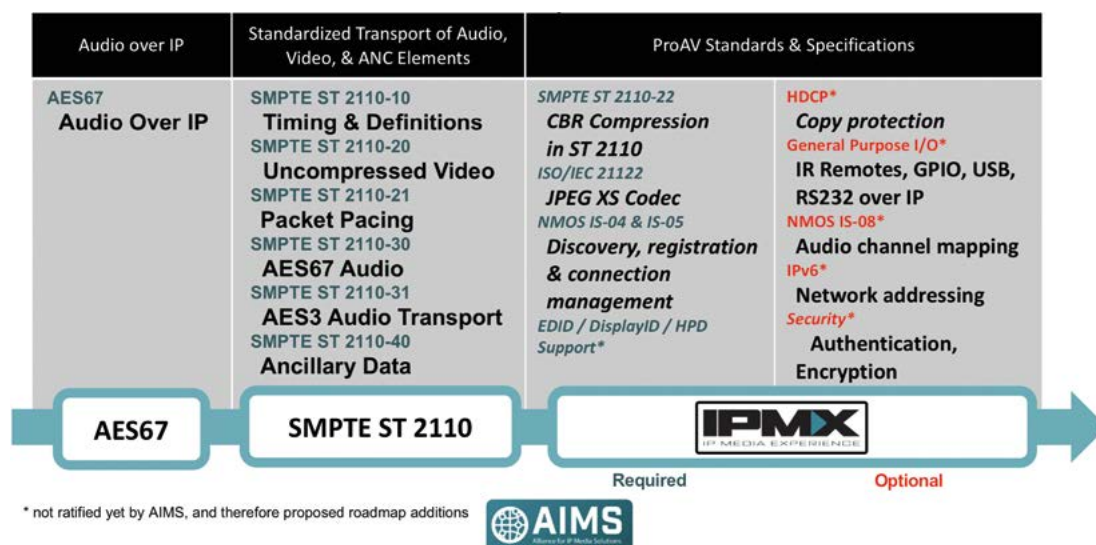 Audio over IP
Standardized Transport of Audio,
Video, & ANC Elements
ProAV Standards & Specifications
AES67
Audio Over IP
SMPTE ST 2110-10
Timing & Definitions
SMPTE ST 2110-20
Uncompressed Video
SMPTE ST 2110-21
Packet Pacing
SMPTE ST 2110-30
AES67 Audio
SMPTE ST 2110-31
AES3 Audio Transport
SMPTE ST 2110-40
Ancillary Data
SMPTE ST 2110-22
CBR Compression
in ST 2110
ISO/IEC 21122
JPEG XS Codec
NMOS IS-04 & IS-05
Discovery, registration
& connection
management
EDID / DisplayID / HPD
Support*
HDCP*
Copy protection
General Purpose I/O*
IR Remotes, GPIO, USB,
RS232 over IP
NMOS IS-08*
Audio channel mapping
IPv6*
Network addressing
Security*
Authentication,
Encryption
AES67
SMPTE ST 2110
IPMX
IP MEDIA EXPERIENCE
Required
Optional
* not ratified yet by AIMS, and therefore proposed roadmap additions
AIMS
Alliance for IP Media Solutions